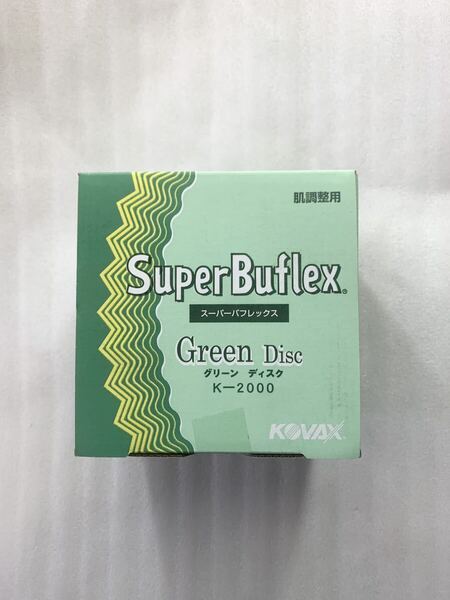 肌調整用
SuperBuflex®
スーパーバフレックス
Green Disc
グリーン ディスク
K—2000
KOVAX